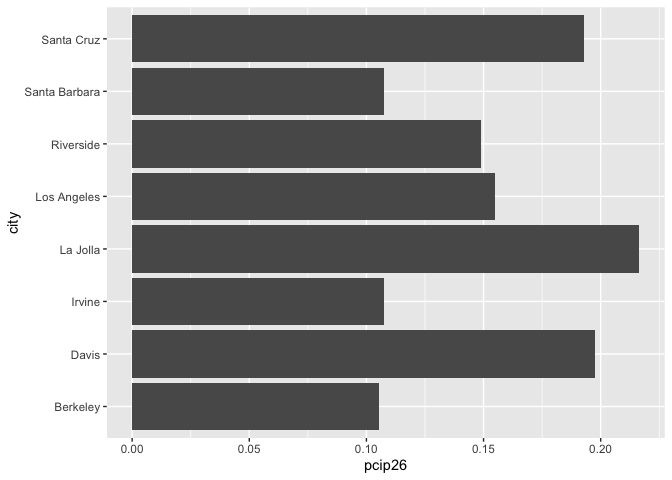 Santa Cruz
Santa Barbara
Riverside
Los Angeles
La Jolla
Irvine
Davis
Berkeley
city
0.00 0.05 0.10 0.15 0.20
pcip26